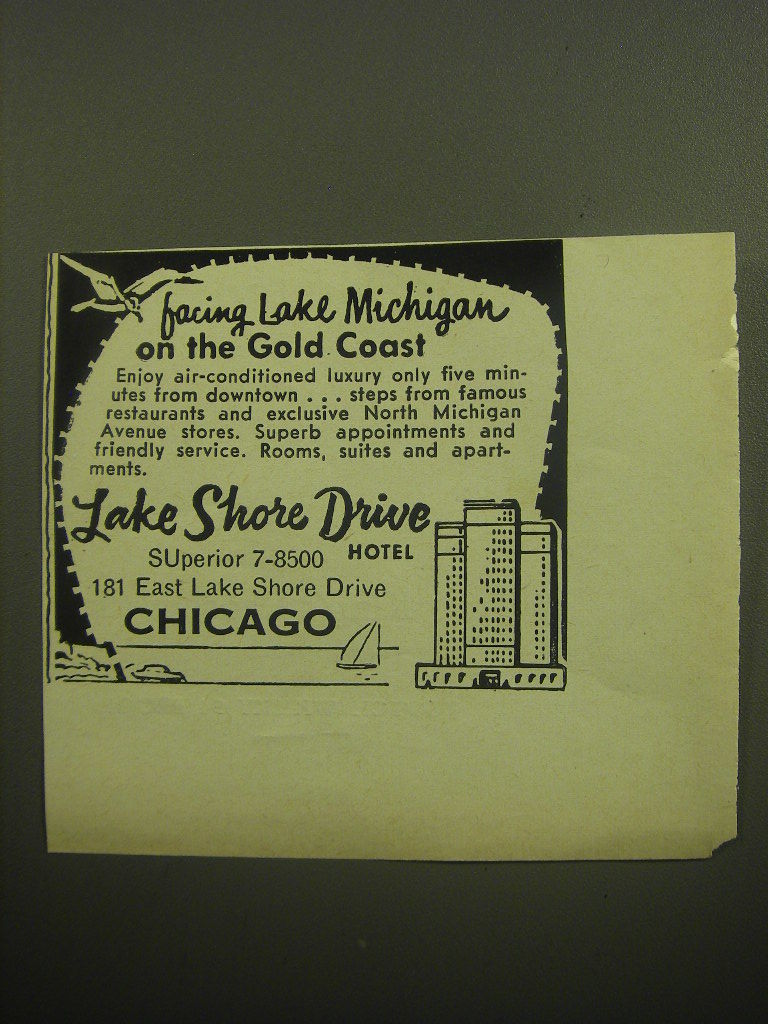 facing Lake Michigan
on the Gold Coast
Enjoy air-conditioned luxury only five min-
utes from downtown . . . steps from famous
restaurants and exclusive North Michigan
Avenue stores. Superb appointments and
friendly service. Rooms, suites and apart-
ments.
Lake Shore Drive
HOTEL
SUperior 7-8500
181 East Lake Shore Drive
CHICAGO